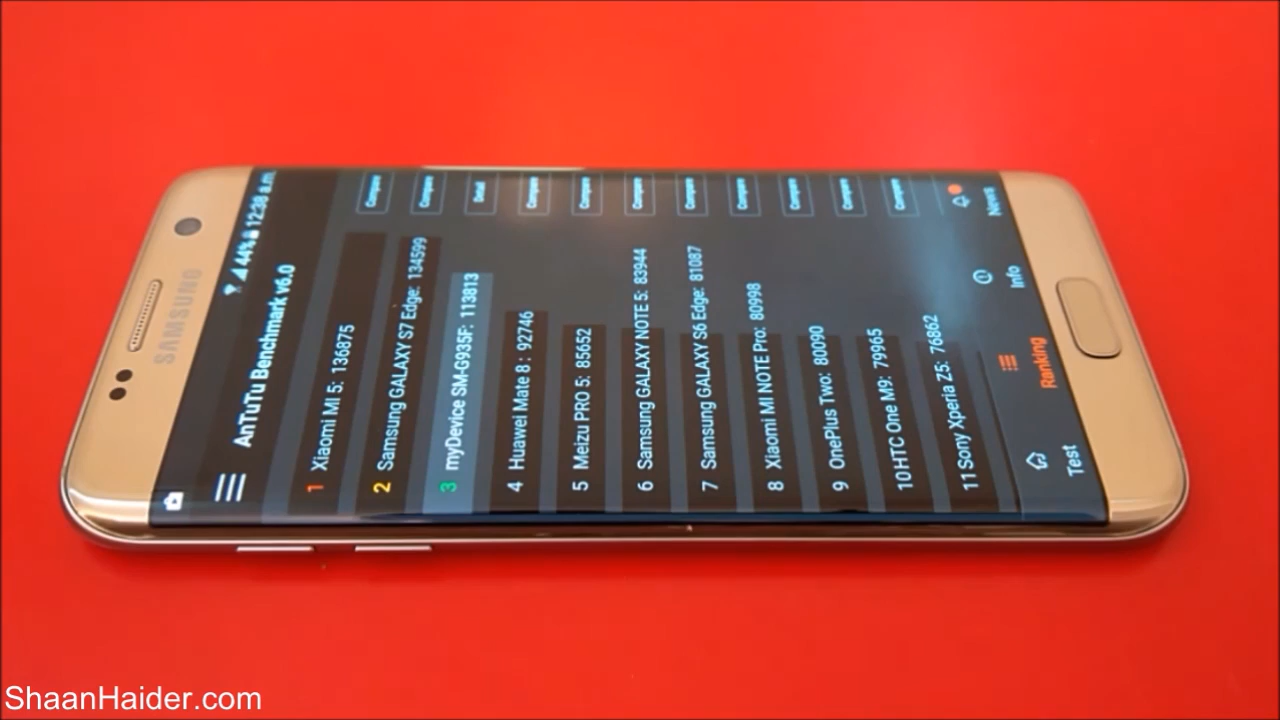 SAMSUNG
44% 12:38 a.m.
AnTuTu Benchmark v6.0
1 Xiaomi MI 5: 136875 Compare
2 Samsung GALAXY S7 Edge: 134599 Compare
3 myDevice SM-G935F: 113813 Detail
4 Huawei Mate 8 : 92746 Compare
5 Meizu PRO 5: 85652 Compare
6 Samsung GALAXY NOTE 5: 83944 Compare
7 Samsung GALAXY S6 Edge: 81087 Compare
8 Xiaomi MI NOTE Pro: 80998 Compare
9 OnePlus Two: 80090 Compare
10 HTC One M9: 79965 Compare
11 Sony Xperia Z5: 76862 Compare
Test Ranking Info News
ShaanHaider.com